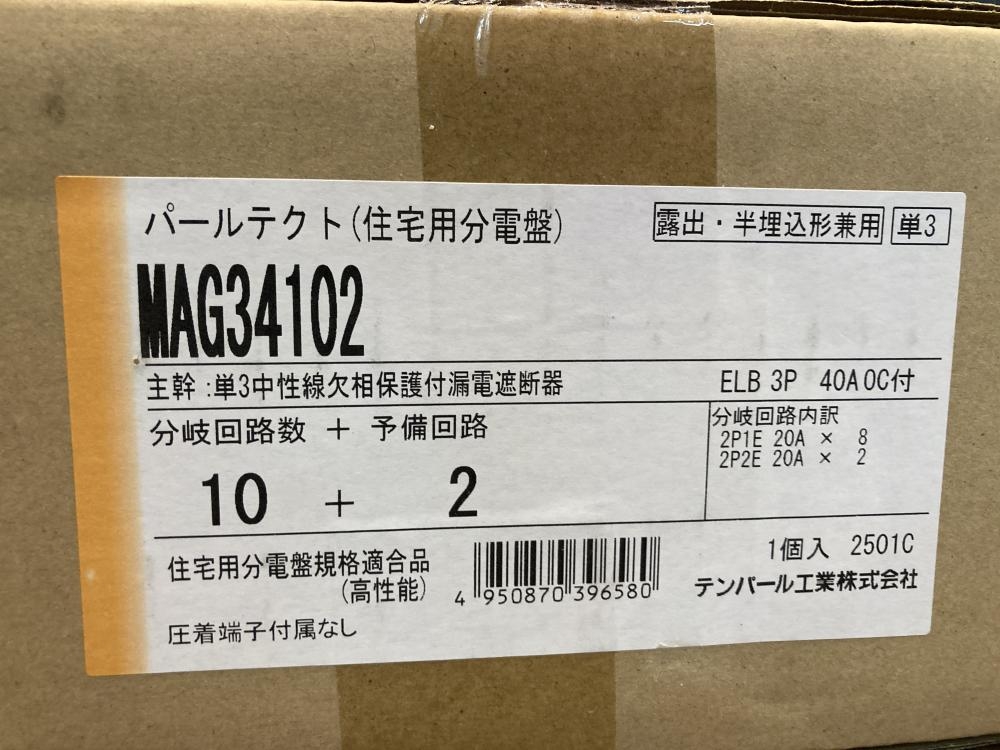 パールテクト(住宅用分電盤)
露出・半埋込形兼用 単3
MAG34102
主幹:単3中性線欠相保護付漏電遮断器 ELB 3P 40A OC付
分岐回路数 + 予備回路
10 + 2
分岐回路内訳
2P1E 20A × 8
2P2E 20A × 2
住宅用分電盤規格適合品
(高性能)
4 950870 396580
1個入 2501C
テンパール工業株式会社
圧着端子付属なし